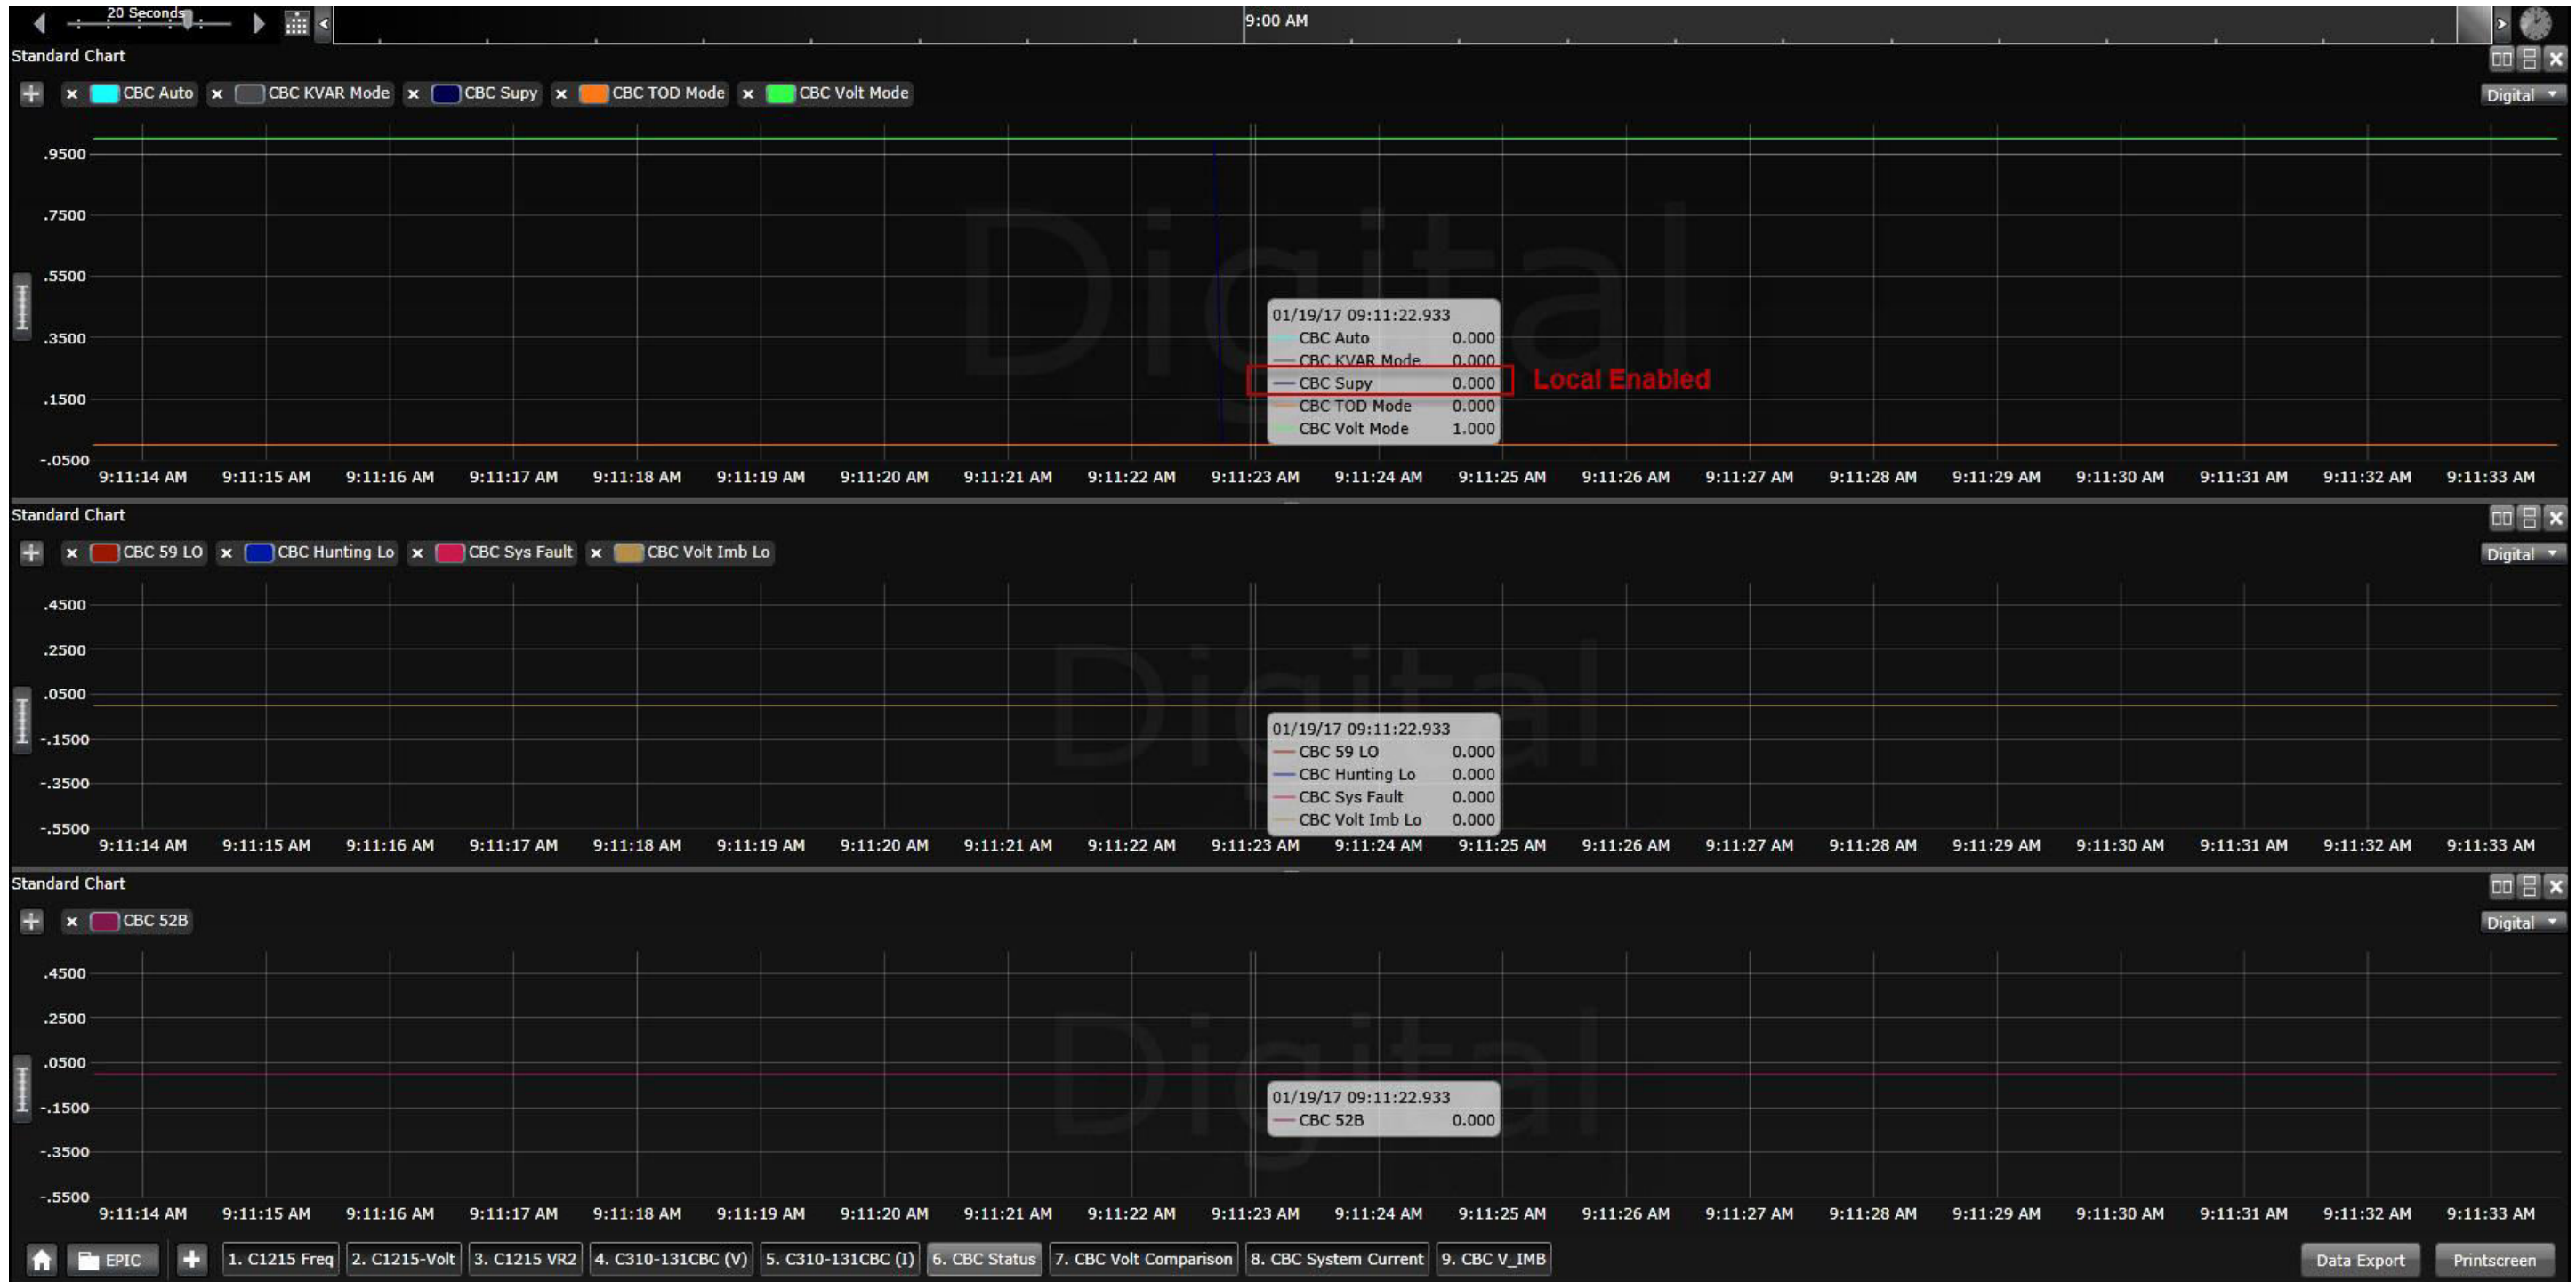 20 Seconds
9:00 AM
Standard Chart
CBC Auto CBC KVAR Mode CBC Supy CBC TOD Mode CBC Volt Mode
Digital
Digital
.9500
.7500
.5500
.3500
.1500
-.0500
01/19/17 09:11:22.933
CBC Auto 0.000
CBC KVAR Mode 0.000
CBC Supy 0.000
Local Enabled
CBC TOD Mode 0.000
CBC Volt Mode 1.000
9:11:14 AM 9:11:15 AM 9:11:16 AM 9:11:17 AM 9:11:18 AM 9:11:19 AM 9:11:20 AM 9:11:21 AM 9:11:22 AM 9:11:23 AM 9:11:24 AM 9:11:25 AM 9:11:26 AM 9:11:27 AM 9:11:28 AM 9:11:29 AM 9:11:30 AM 9:11:31 AM 9:11:32 AM 9:11:33 AM
Standard Chart
CBC 59 LO CBC Hunting Lo CBC Sys Fault CBC Volt Imb Lo
Digital
Digital
.4500
.2500
.0500
-.1500
-.3500
-.5500
01/19/17 09:11:22.933
CBC 59 LO 0.000
CBC Hunting Lo 0.000
CBC Sys Fault 0.000
CBC Volt Imb Lo 0.000
9:11:14 AM 9:11:15 AM 9:11:16 AM 9:11:17 AM 9:11:18 AM 9:11:19 AM 9:11:20 AM 9:11:21 AM 9:11:22 AM 9:11:23 AM 9:11:24 AM 9:11:25 AM 9:11:26 AM 9:11:27 AM 9:11:28 AM 9:11:29 AM 9:11:30 AM 9:11:31 AM 9:11:32 AM 9:11:33 AM
Standard Chart
CBC 52B
Digital
Digital
.4500
.2500
.0500
-.1500
-.3500
-.5500
01/19/17 09:11:22.933
CBC 52B 0.000
9:11:14 AM 9:11:15 AM 9:11:16 AM 9:11:17 AM 9:11:18 AM 9:11:19 AM 9:11:20 AM 9:11:21 AM 9:11:22 AM 9:11:23 AM 9:11:24 AM 9:11:25 AM 9:11:26 AM 9:11:27 AM 9:11:28 AM 9:11:29 AM 9:11:30 AM 9:11:31 AM 9:11:32 AM 9:11:33 AM
EPIC 1. C1215 Freq 2. C1215-Volt 3. C1215 VR2 4. C310-131CBC (V) 5. C310-131CBC (I) 6. CBC Status 7. CBC Volt Comparison 8. CBC System Current 9. CBC V_IMB Data Export Printscreen